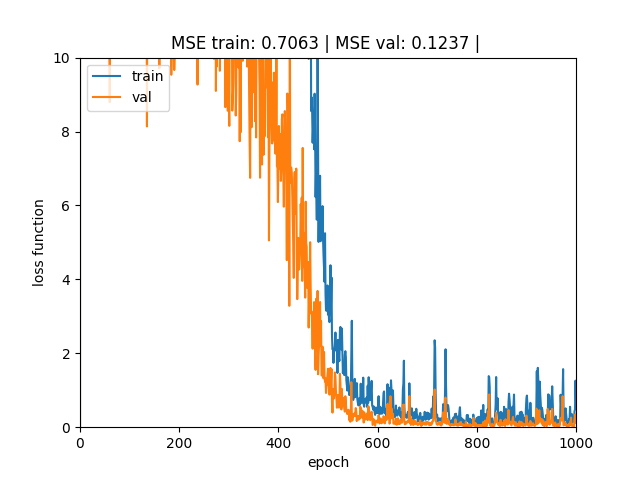 MSE train: 0.7063 | MSE val: 0.1237 |
10
train
val
8
6
loss function
4
2
0
0 200 400 600 800 1000
epoch